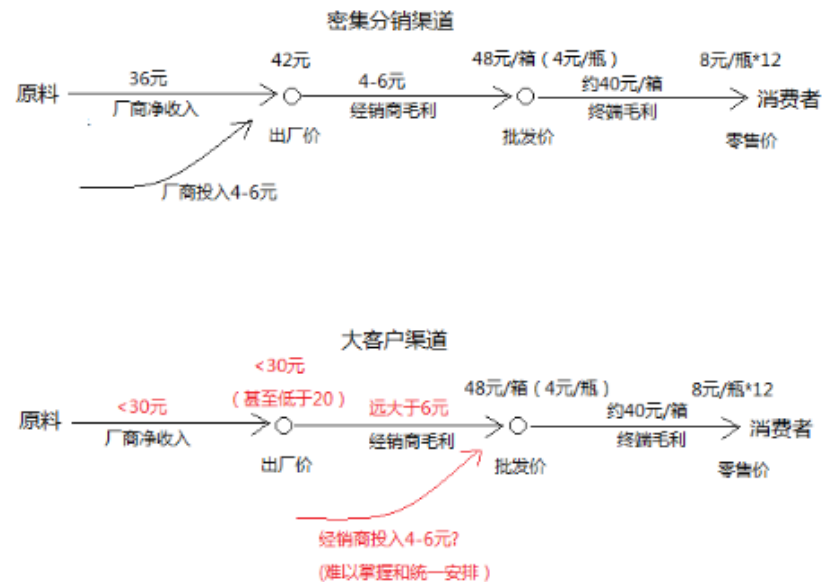 密集分销渠道
42元
48元/箱（4元/瓶）
8元/瓶*12
36元
4-6元
约40元/箱
原料
消费者
厂商净收入
经销商毛利
终端毛利
出厂价
批发价
零售价
厂商投入4-6元
大客户渠道
<30元
（甚至低于20）
48元/箱（4元/瓶）
8元/瓶*12
<30元
远大于6元
约40元/箱
原料
消费者
厂商净收入
经销商毛利
终端毛利
出厂价
批发价
零售价
经销商投入4-6元?
(难以掌握和统一安排）